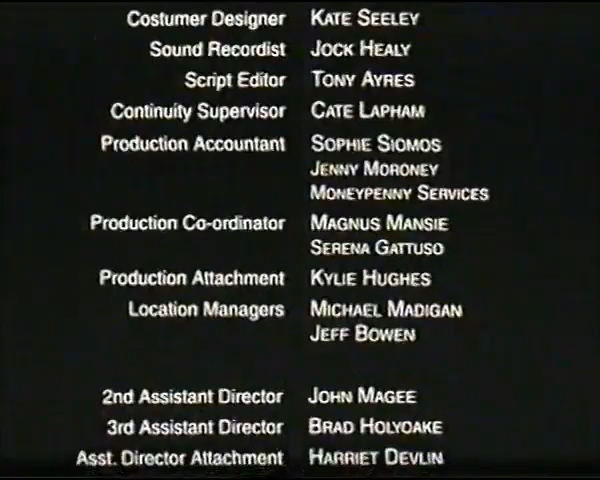 Costumer Designer KATE SEELEY
Sound Recordist JOCK HEALY
Script Editor TONY AYRES
Continuity Supervisor CATE LAPHAM
Production Accountant SOPHIE SIOMOS
JENNY MORONEY
MONEYPENNY SERVICES
Production Co-ordinator MAGNUS MANSIE
SERENA GATTUSO
Production Attachment KYLIE HUGHES
Location Managers MICHAEL MADIGAN
JEFF BOWEN
2nd Assistant Director JOHN MAGEE
3rd Assistant Director BRAD HOLYOAKE
Asst. Director Attachment HARRIET DEVLIN